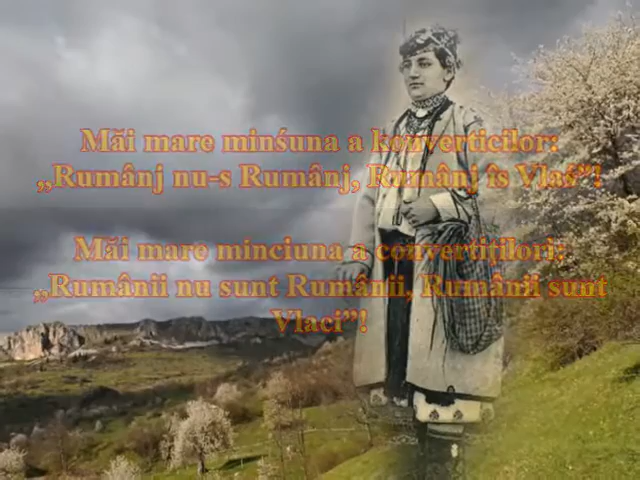 Măi mare minśuna a konverticilor:
„Rumânj nu-s Rumânj, Rumânj îs Vlaś”!
Măi mare minciuna a convertiţilori:
„Rumânii nu sunt Rumânii, Rumânii sunt
Vlaci”!